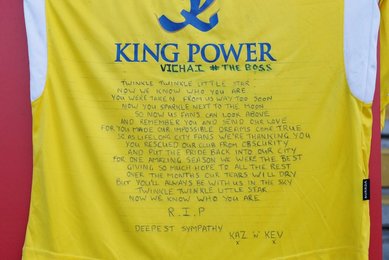 KING POWER
VICHAI # THE BOSS
TWINKLE TWINKLE LITTLE STAR
NOW WE KNOW WHO YOU ARE
YOU WERE TAKEN FROM US WAY TOO SOON
NOW YOU SPARKLE NEXT TO THE MOON
SO NOW US FANS CAN LOOK ABOVE
AND REMEMBER YOU AND SEND OUR LOVE
FOR YOU MADE OUR IMPOSSIBLE DREAMS COME TRUE
SO AS LIFELONG CITY FANS WE'RE THANKING YOU
YOU RESCUED OUR CLUB FROM OBSCURITY
AND PUT THE PRIDE BACK INTO OUR CITY
FOR ONE AMAZING SEASON WE WERE THE BEST
GIVING SO MUCH HOPE TO ALL THE REST
OVER THE MONTHS OUR TEARS WILL DRY
BUT YOU'LL ALWAYS BE WITH US IN THE SKY
TWINKLE TWINKLE LITTLE STAR
NOW WE KNOW WHO YOU ARE
R.I.P
DEEPEST SYMPATHY
KAZ N KEV
x x